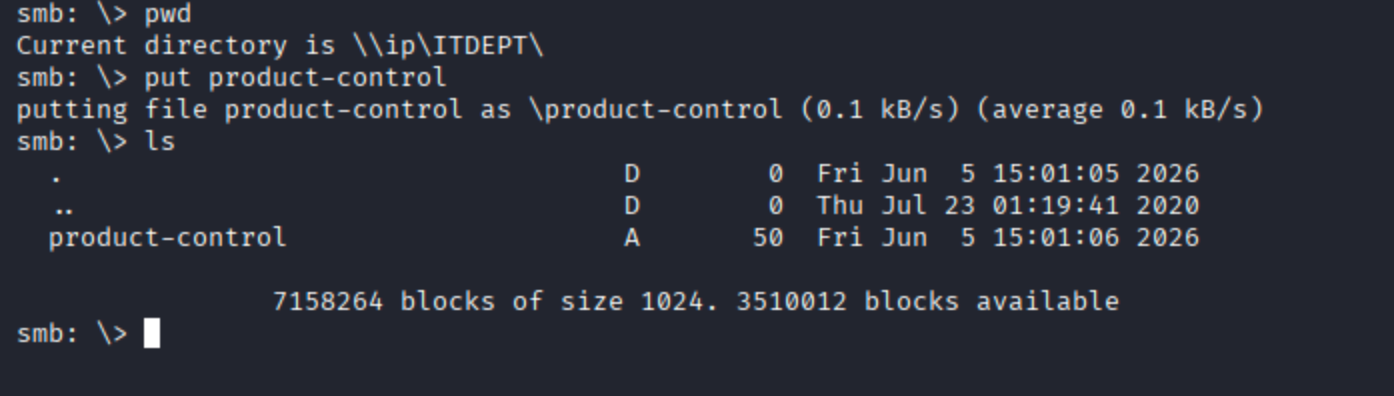 smb: \> pwd
Current directory is \\ip\ITDEPT\
smb: \> put product-control
putting file product-control as \product-control (0.1 kB/s) (average 0.1 kB/s)
smb: \> ls
  .                                   D        0  Fri Jun  5 15:01:05 2026
  ..                                  D        0  Thu Jul 23 01:19:41 2020
  product-control                     A       50  Fri Jun  5 15:01:06 2026

                7158264 blocks of size 1024. 3510012 blocks available
smb: \>